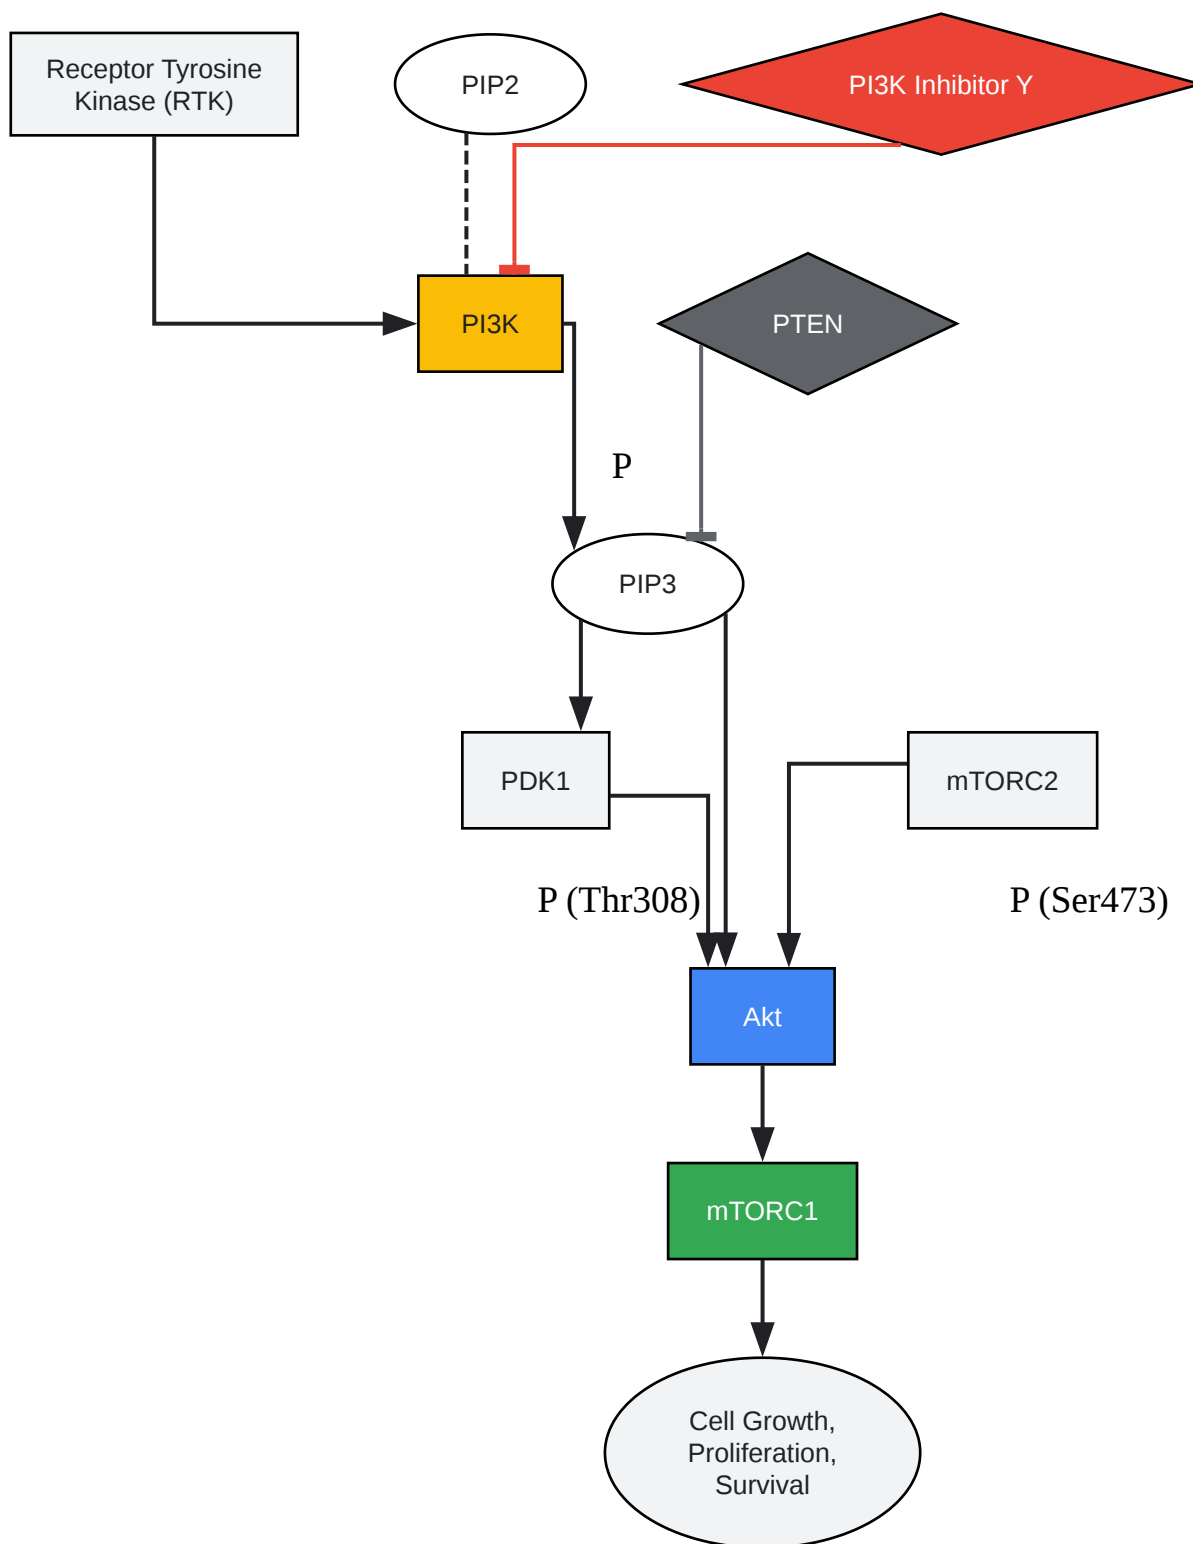 Receptor Tyrosine
Kinase (RTK)
PIP2
PI3K Inhibitor Y
PI3K
PTEN
P
PIP3
PDK1
mTORC2
P (Thr308)
P (Ser473)
Akt
mTORC1
Cell Growth,
Proliferation,
Survival